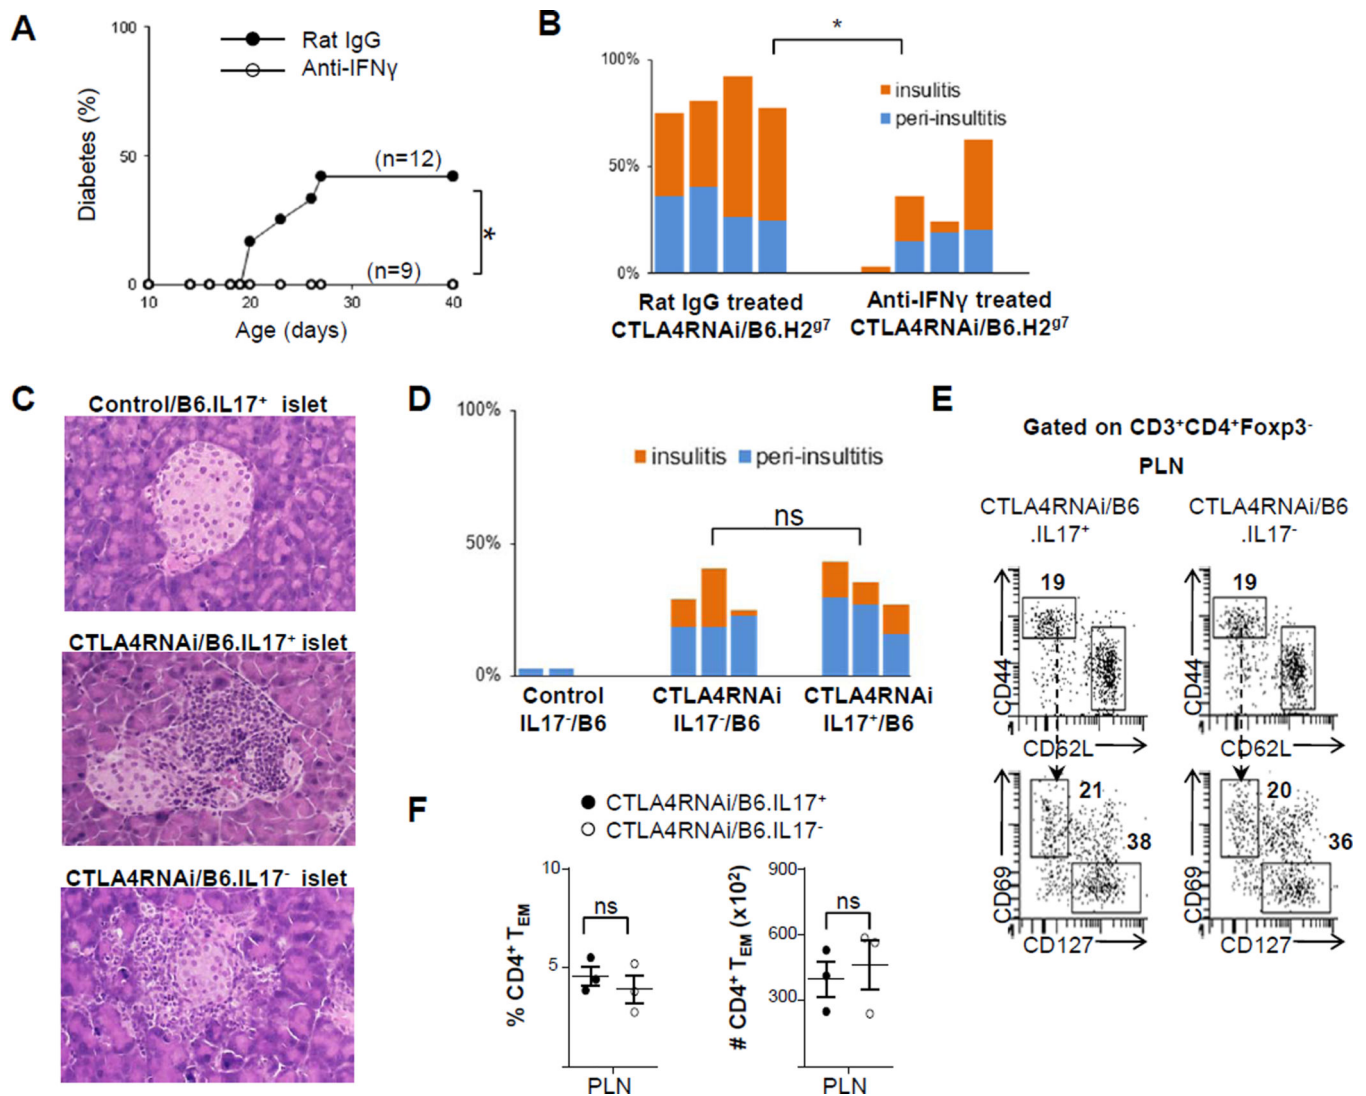 A
100
Rat IgG
Anti-IFNγ
Diabetes (%)
50
(n=12)
*
(n=9)
0
10
20
30
40
Age (days)
B
*
100%
insulitis
peri-insultitis
50%
0%
Rat IgG treated
CTLA4RNAi/B6.H2g7
Anti-IFNγ treated
CTLA4RNAi/B6.H2g7
C
Control/B6.IL17+ islet
CTLA4RNAi/B6.IL17+ islet
CTLA4RNAi/B6.IL17- islet
D
100%
insulitis
peri-insultitis
ns
50%
0%
Control
IL17-/B6
CTLA4RNAi
IL17-/B6
CTLA4RNAi
IL17+/B6
E
Gated on CD3+CD4+Foxp3-
PLN
CTLA4RNAi/B6
.IL17+
CTLA4RNAi/B6
.IL17-
19
19
CD44
CD44
CD62L
CD62L
21
20
38
36
CD69
CD69
CD127
CD127
F
CTLA4RNAi/B6.IL17+
CTLA4RNAi/B6.IL17-
10
ns
% CD4+ TEM
5
PLN
900
ns
# CD4+ TEM (x102)
600
300
PLN